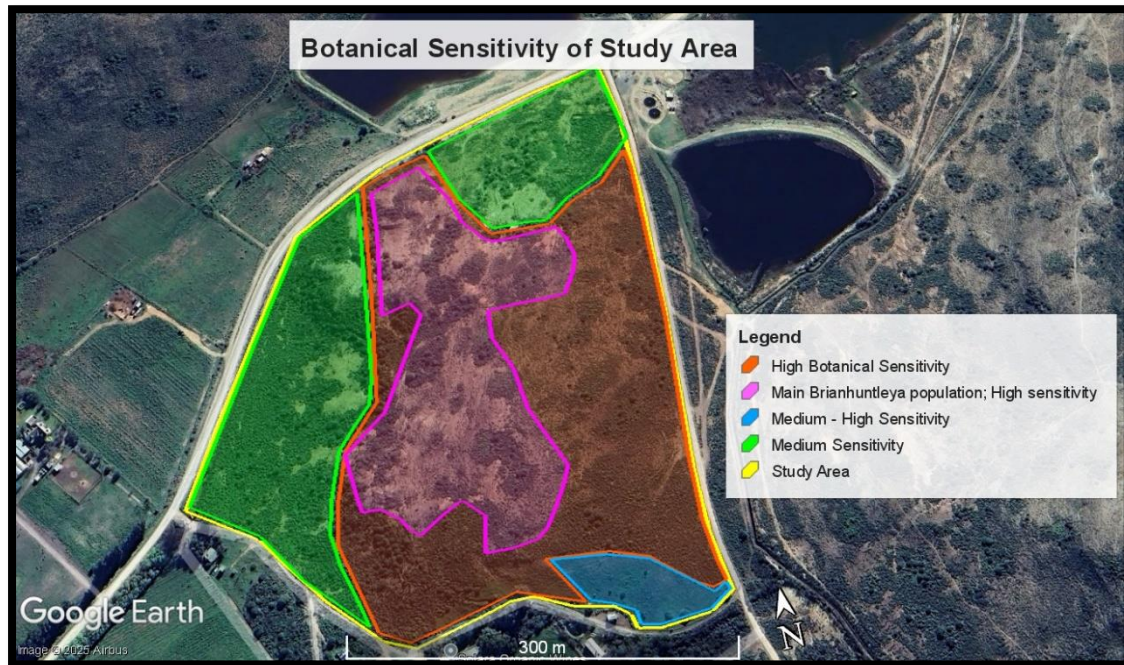 Botanical Sensitivity of Study Area
Legend
High Botanical Sensitivity
Main Brianhuntleya population; High sensitivity
Medium - High Sensitivity
Medium Sensitivity
Study Area
Google Earth
Image © 2025 Airbus
300 m
N